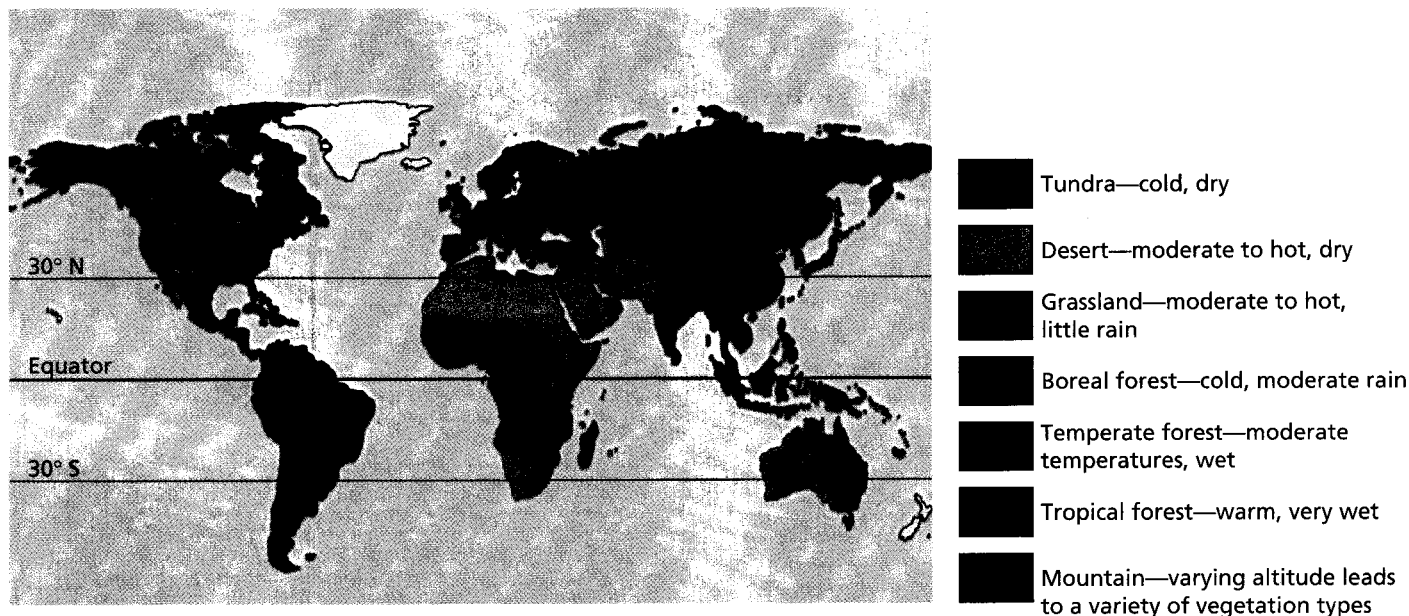 30° N
Equator
30° S
Tundra—cold, dry
Desert—moderate to hot, dry
Grassland—moderate to hot,
little rain
Boreal forest—cold, moderate rain
Temperate forest—moderate
temperatures, wet
Tropical forest—warm, very wet
Mountain—varying altitude leads
to a variety of vegetation types